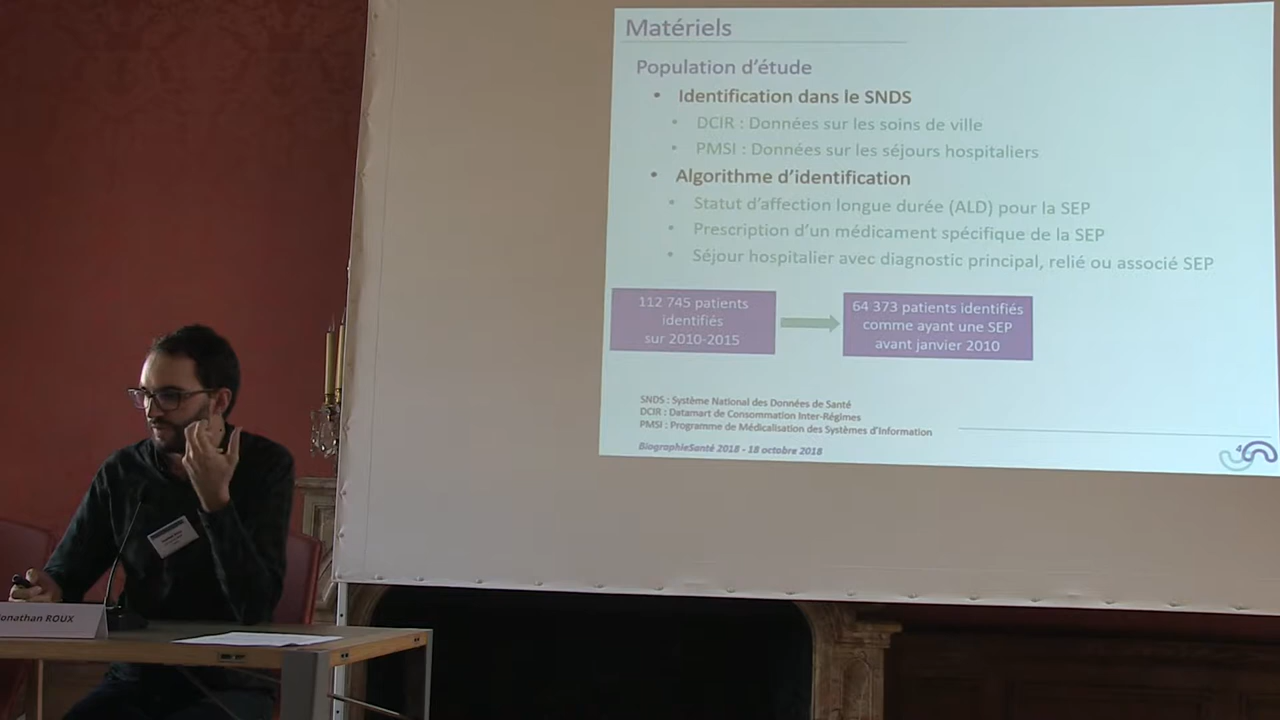 Matériels
Population d'étude
• Identification dans le SNDS
• DCIR : Données sur les soins de ville
• PMSI : Données sur les séjours hospitaliers
• Algorithme d'identification
• Statut d'affection longue durée (ALD) pour la SEP
• Prescription d'un médicament spécifique de la SEP
• Séjour hospitalier avec diagnostic principal, relié ou associé SEP
112 745 patients
identifiés
sur 2010-2015
64 373 patients identifiés
comme ayant une SEP
avant janvier 2010
SNDS : Système National des Données de Santé
DCIR : Datamart de Consommation Inter-Régimes
PMSI : Programme de Médicalisation des Systèmes d'Information
BiographieSanté 2018 - 18 octobre 2018
4
onathan ROUX